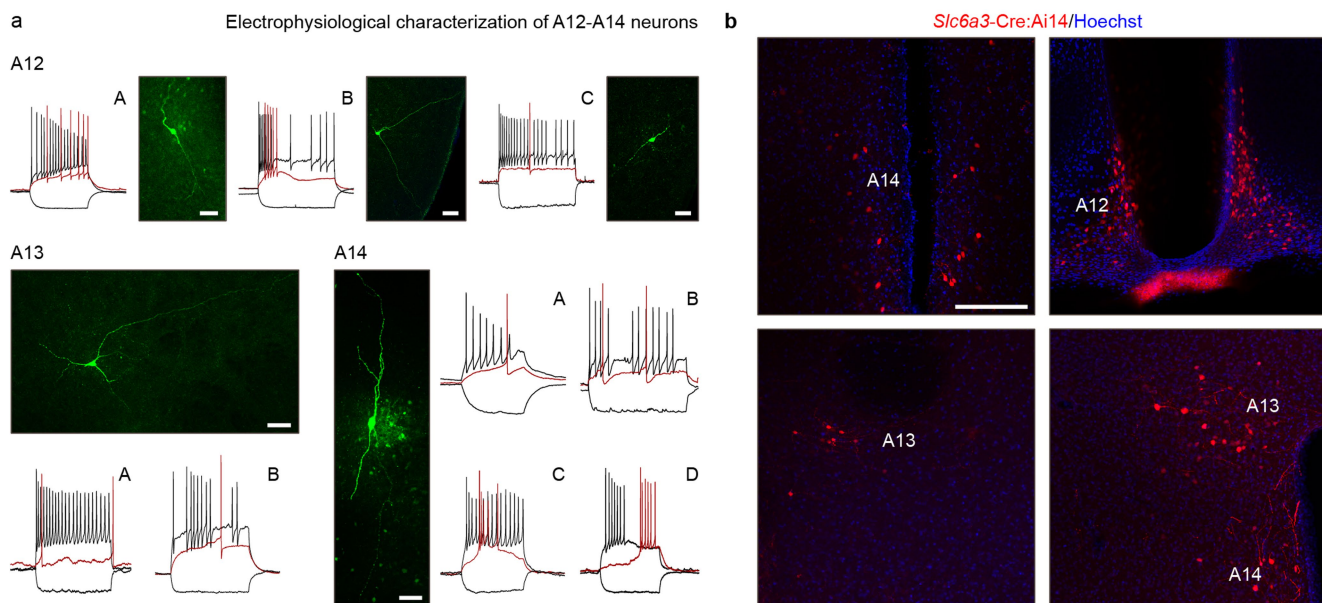 a
Electrophysiological characterization of A12-A14 neurons
A12
A
B
C
A13
A
B
A14
A
B
C
D
b
Slc6a3-Cre:Ai14/Hoechst
A14
A12
A13
A13
A14